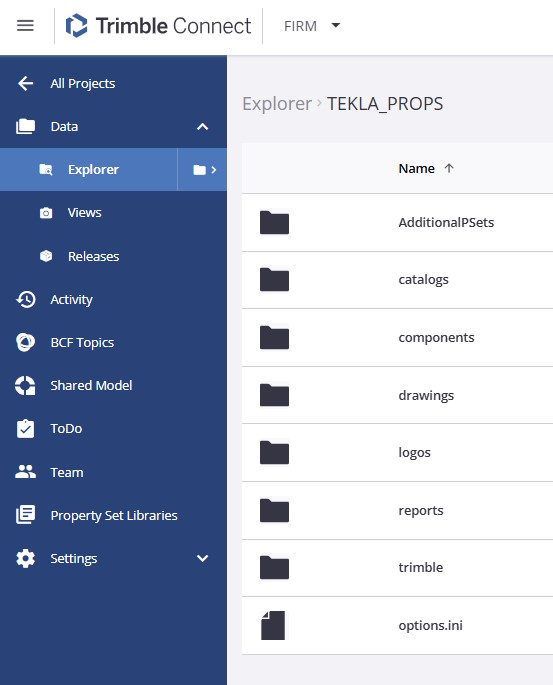 Trimble Connect FIRM
All Projects
Data
Explorer
Views
Releases
Activity
BCF Topics
Shared Model
ToDo
Team
Property Set Libraries
Settings
Explorer › TEKLA_PROPS
Name
AdditionalPSets
catalogs
components
drawings
logos
reports
trimble
options.ini